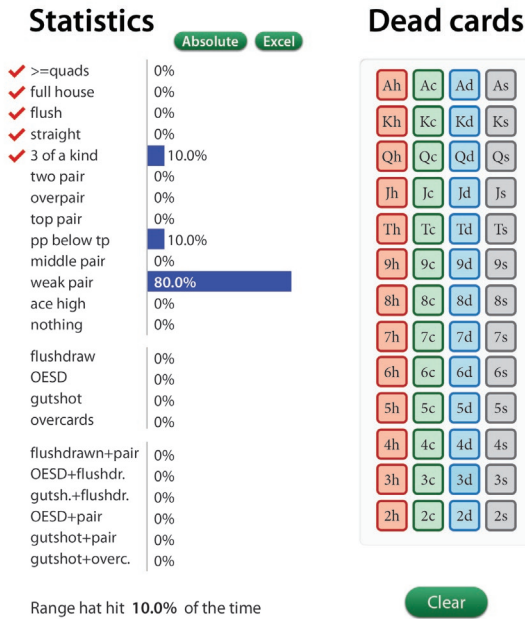 Statistics
Absolute Excel
>=quads 0%
full house 0%
flush 0%
straight 0%
3 of a kind 10.0%
two pair 0%
overpair 0%
top pair 0%
pp below tp 10.0%
middle pair 0%
weak pair 80.0%
ace high 0%
nothing 0%
flushdraw 0%
OESD 0%
gutshot 0%
overcards 0%
flushdrawn+pair 0%
OESD+flushdr. 0%
gutsh.+flushdr. 0%
OESD+pair 0%
gutshot+pair 0%
gutshot+overc. 0%
Range hat hit 10.0% of the time
Dead cards
Ah Ac Ad As
Kh Kc Kd Ks
Qh Qc Qd Qs
Jh Jc Jd Js
Th Tc Td Ts
9h 9c 9d 9s
8h 8c 8d 8s
7h 7c 7d 7s
6h 6c 6d 6s
5h 5c 5d 5s
4h 4c 4d 4s
3h 3c 3d 3s
2h 2c 2d 2s
Clear